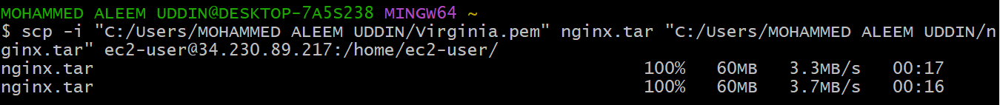 MOHAMMED ALEEM UDDIN@DESKTOP-7A5S238 MINGW64 ~
$ scp -i "C:/Users/MOHAMMED ALEEM UDDIN/Virginia.pem" nginx.tar "C:/Users/MOHAMMED ALEEM UDDIN/n
ginx.tar" ec2-user@34.230.89.217:/home/ec2-user/
nginx.tar 100% 60MB 3.3MB/s 00:17
nginx.tar 100% 60MB 3.7MB/s 00:16